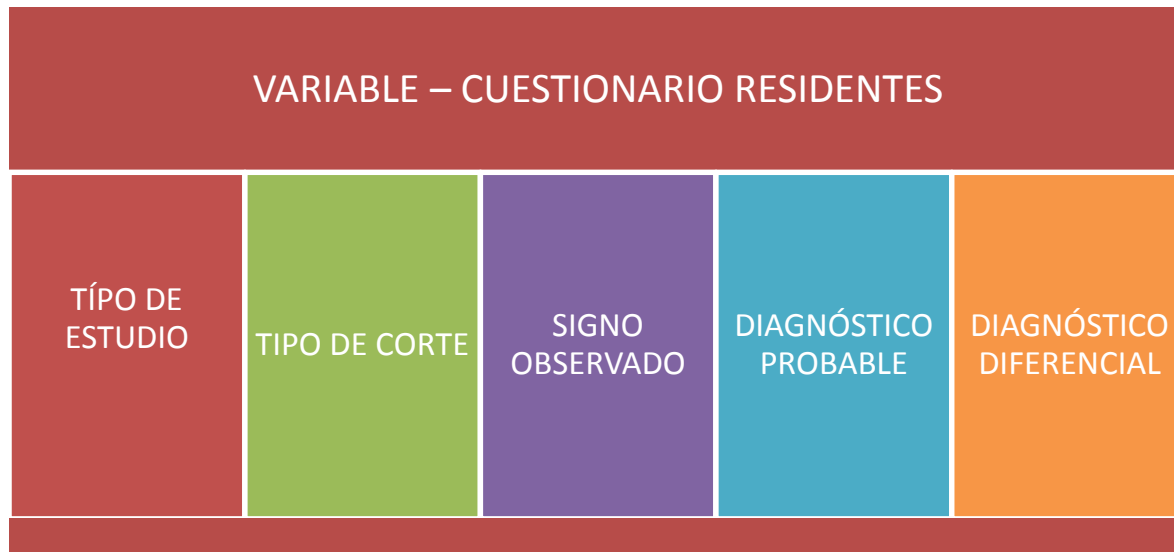 VARIABLE – CUESTIONARIO RESIDENTES
TÍPO DE
ESTUDIO
TIPO DE CORTE
SIGNO
OBSERVADO
DIAGNÓSTICO
PROBABLE
DIAGNÓSTICO
DIFERENCIAL